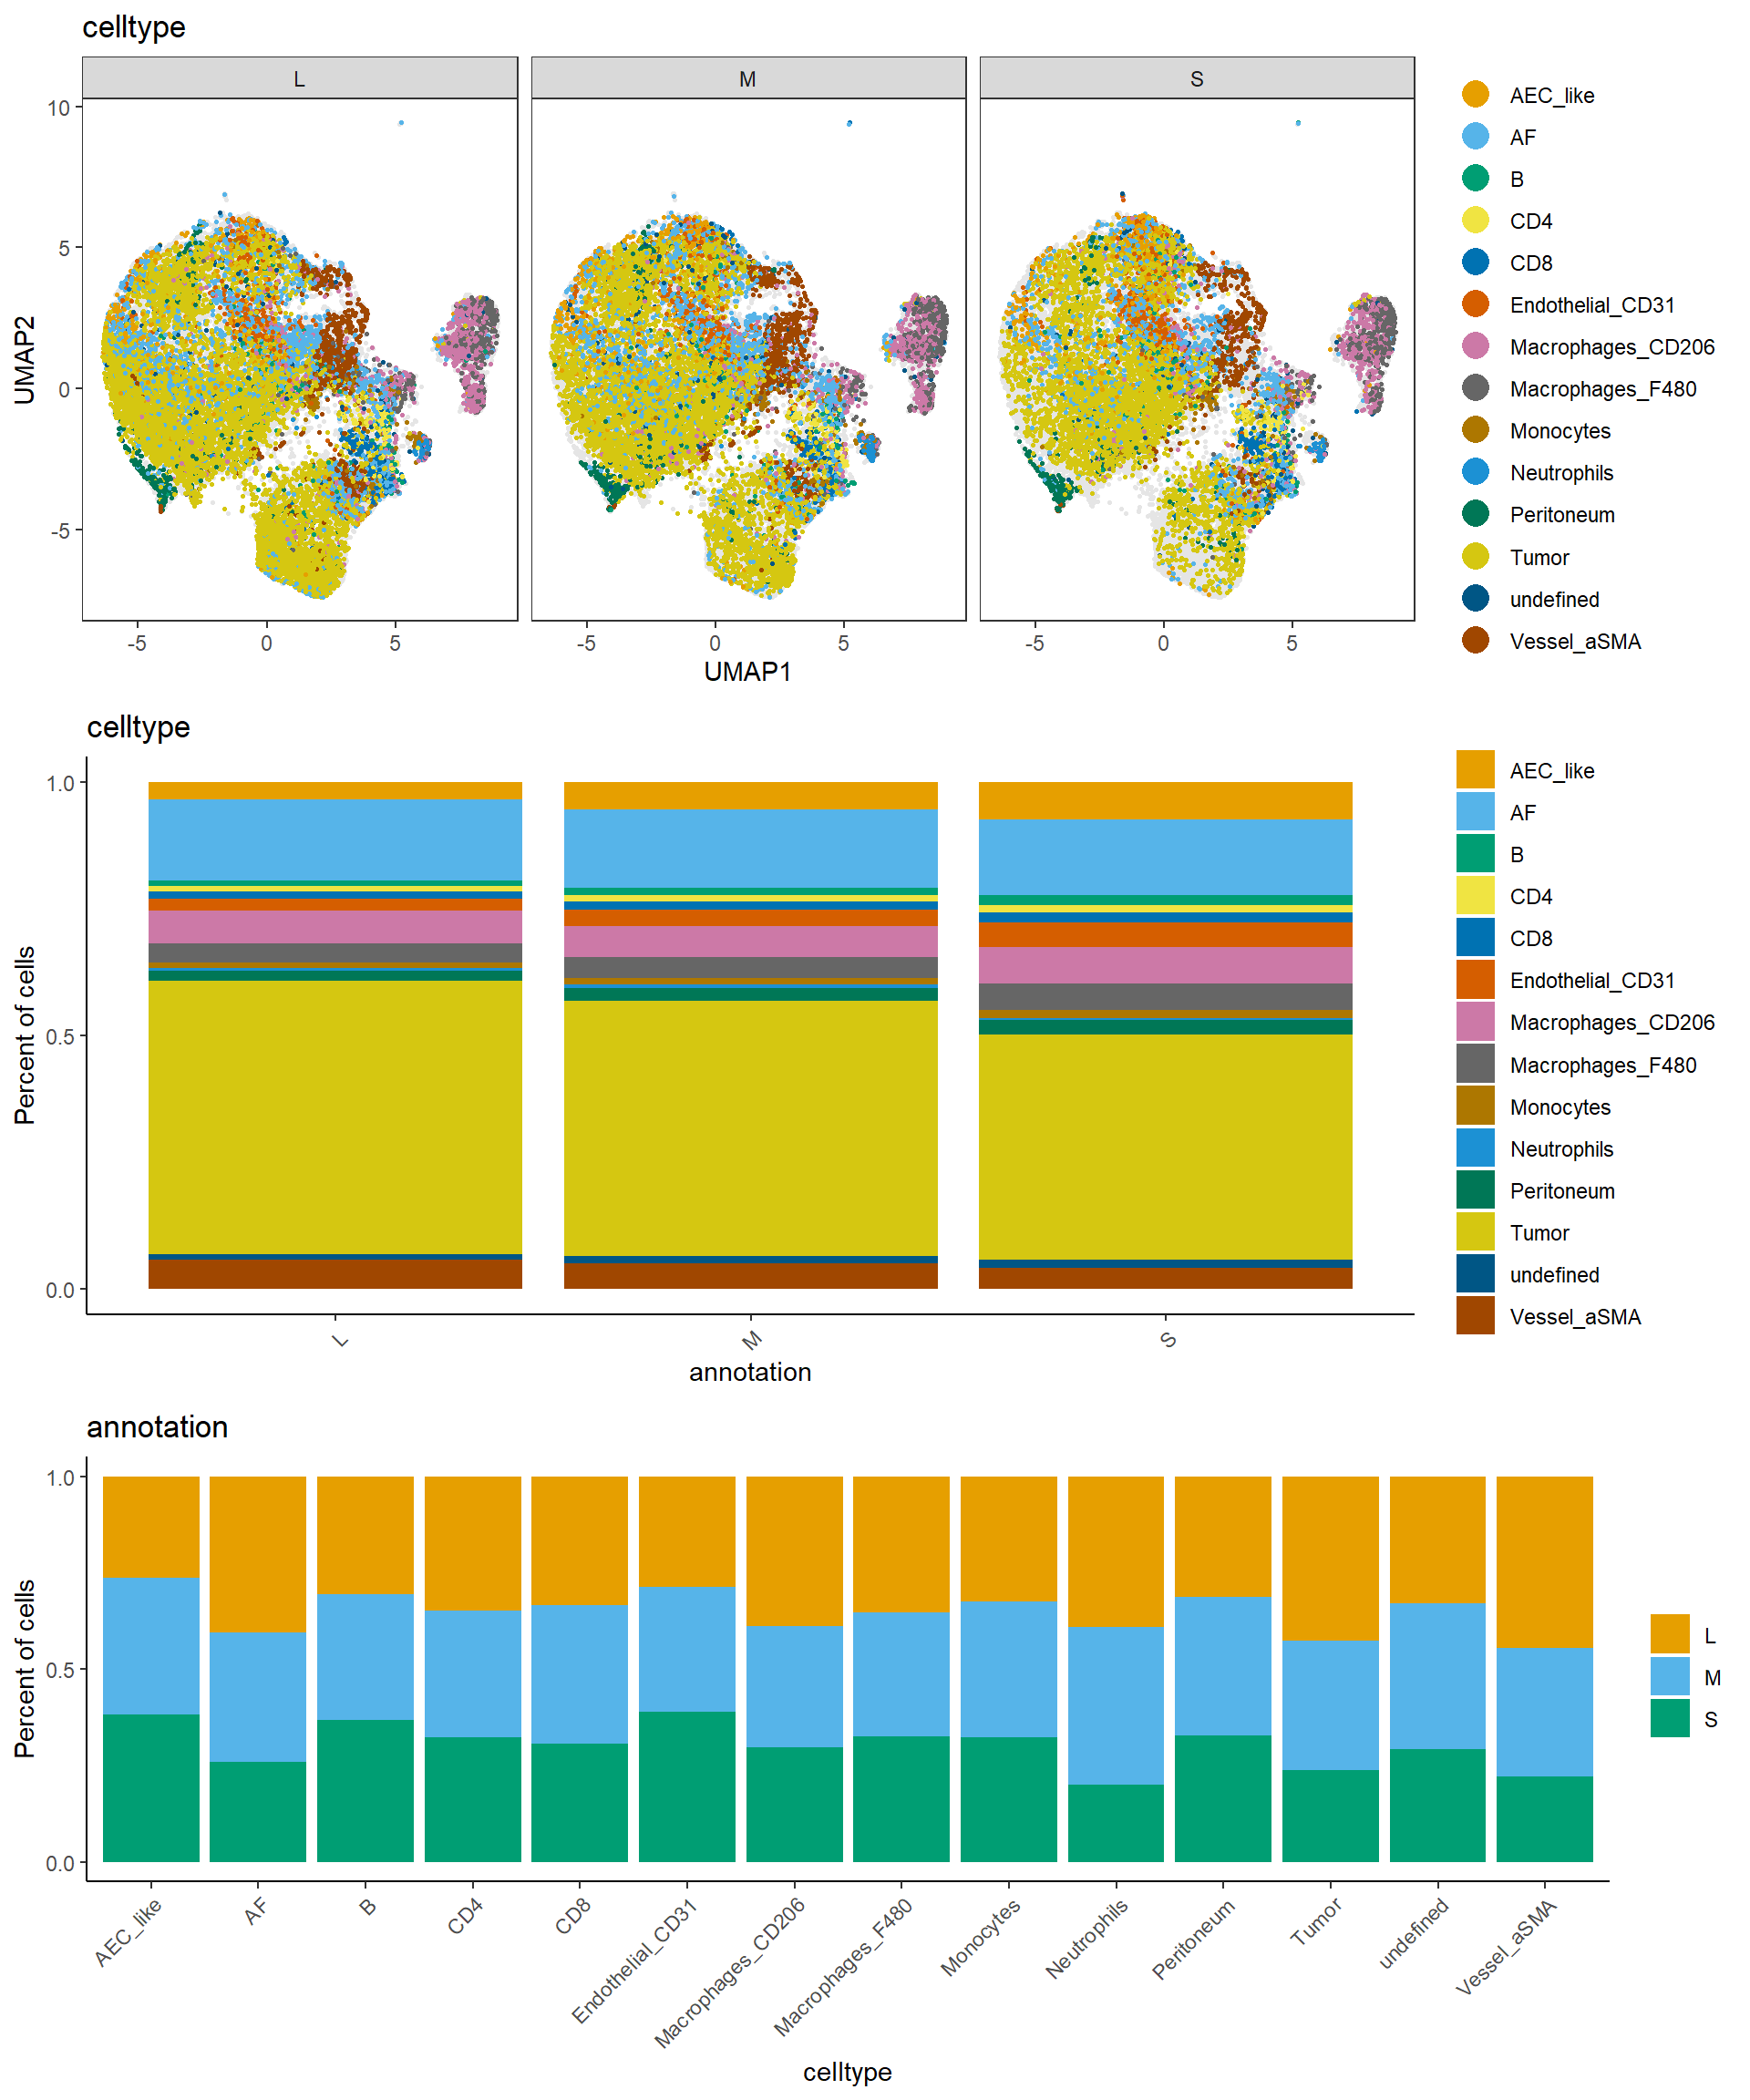 celltype
L M S
10
5
0
-5
UMAP2
-5 0 5 -5 0 5 -5 0 5
UMAP1
AEC_like
AF
B
CD4
CD8
Endothelial_CD31
Macrophages_CD206
Macrophages_F480
Monocytes
Neutrophils
Peritoneum
Tumor
undefined
Vessel_aSMA
celltype
1.0
0.5
0.0
Percent of cells
L M S
annotation
AEC_like
AF
B
CD4
CD8
Endothelial_CD31
Macrophages_CD206
Macrophages_F480
Monocytes
Neutrophils
Peritoneum
Tumor
undefined
Vessel_aSMA
annotation
1.0
0.5
0.0
Percent of cells
AEC_like AF B CD4 CD8 Endothelial_CD31 Macrophages_CD206 Macrophages_F480 Monocytes Neutrophils Peritoneum Tumor undefined Vessel_aSMA
celltype
L
M
S